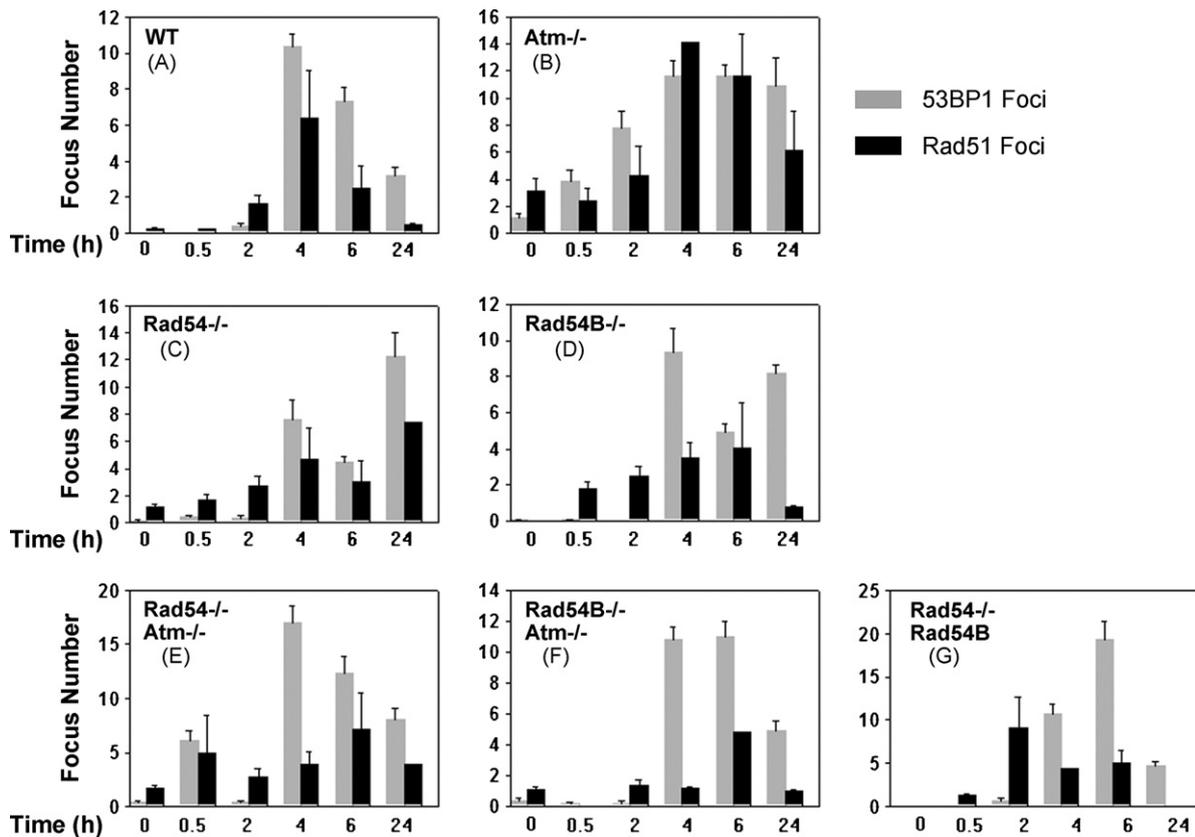 WT
(A)
Focus Number
12
10
8
6
4
2
0
Time (h)
0 0.5 2 4 6 24
Atm-/-
(B)
16
14
12
10
8
6
4
2
0
0 0.5 2 4 6 24
53BP1 Foci
Rad51 Foci
Rad54-/-
(C)
Focus Number
16
14
12
10
8
6
4
2
0
Time (h)
0 0.5 2 4 6 24
Rad54B-/-
(D)
12
10
8
6
4
2
0
0 0.5 2 4 6 24
Rad54-/-
Atm-/-
(E)
Focus Number
20
15
10
5
0
Time (h)
0 0.5 2 4 6 24
Rad54B-/-
Atm-/-
(F)
14
12
10
8
6
4
2
0
0 0.5 2 4 6 24
Rad54-/-
Rad54B
(G)
25
20
15
10
5
0
0 0.5 2 4 6 24